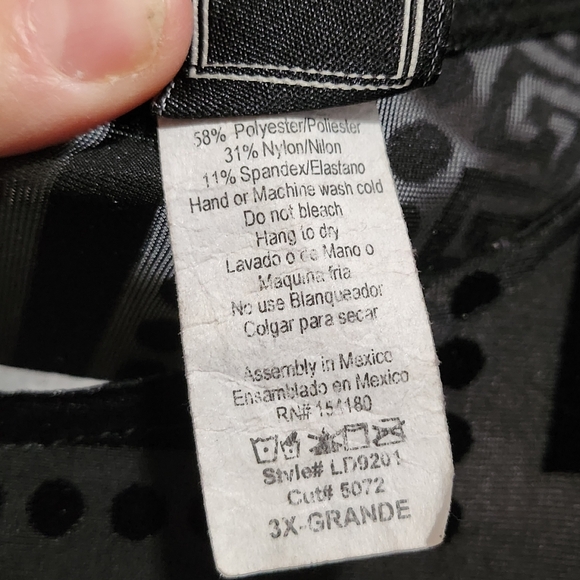 58% Polyester/Poliester
31% Nylon/Nilon
11% Spandex/Elastano
Hand or Machine wash cold
Do not bleach
Hang to dry
Lavado o de Mano o
Maquina fria
No use Blanqueador
Colgar para secar
Assembly in Mexico
Ensamblado en Mexico
RN# 154180
Style# LD9201
Cut# 5072
3X-GRANDE